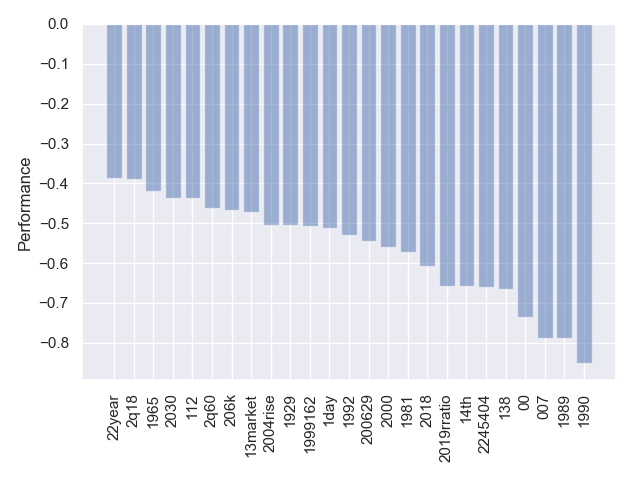 0.0
−0.1
−0.2
−0.3
−0.4
−0.5
−0.6
−0.7
−0.8
Performance
22year
2q18
1965
2030
112
2q60
206k
13market
2004rise
1929
1999162
1day
1992
200629
2000
1981
2018
2019rratio
14th
2245404
138
00
007
1989
1990